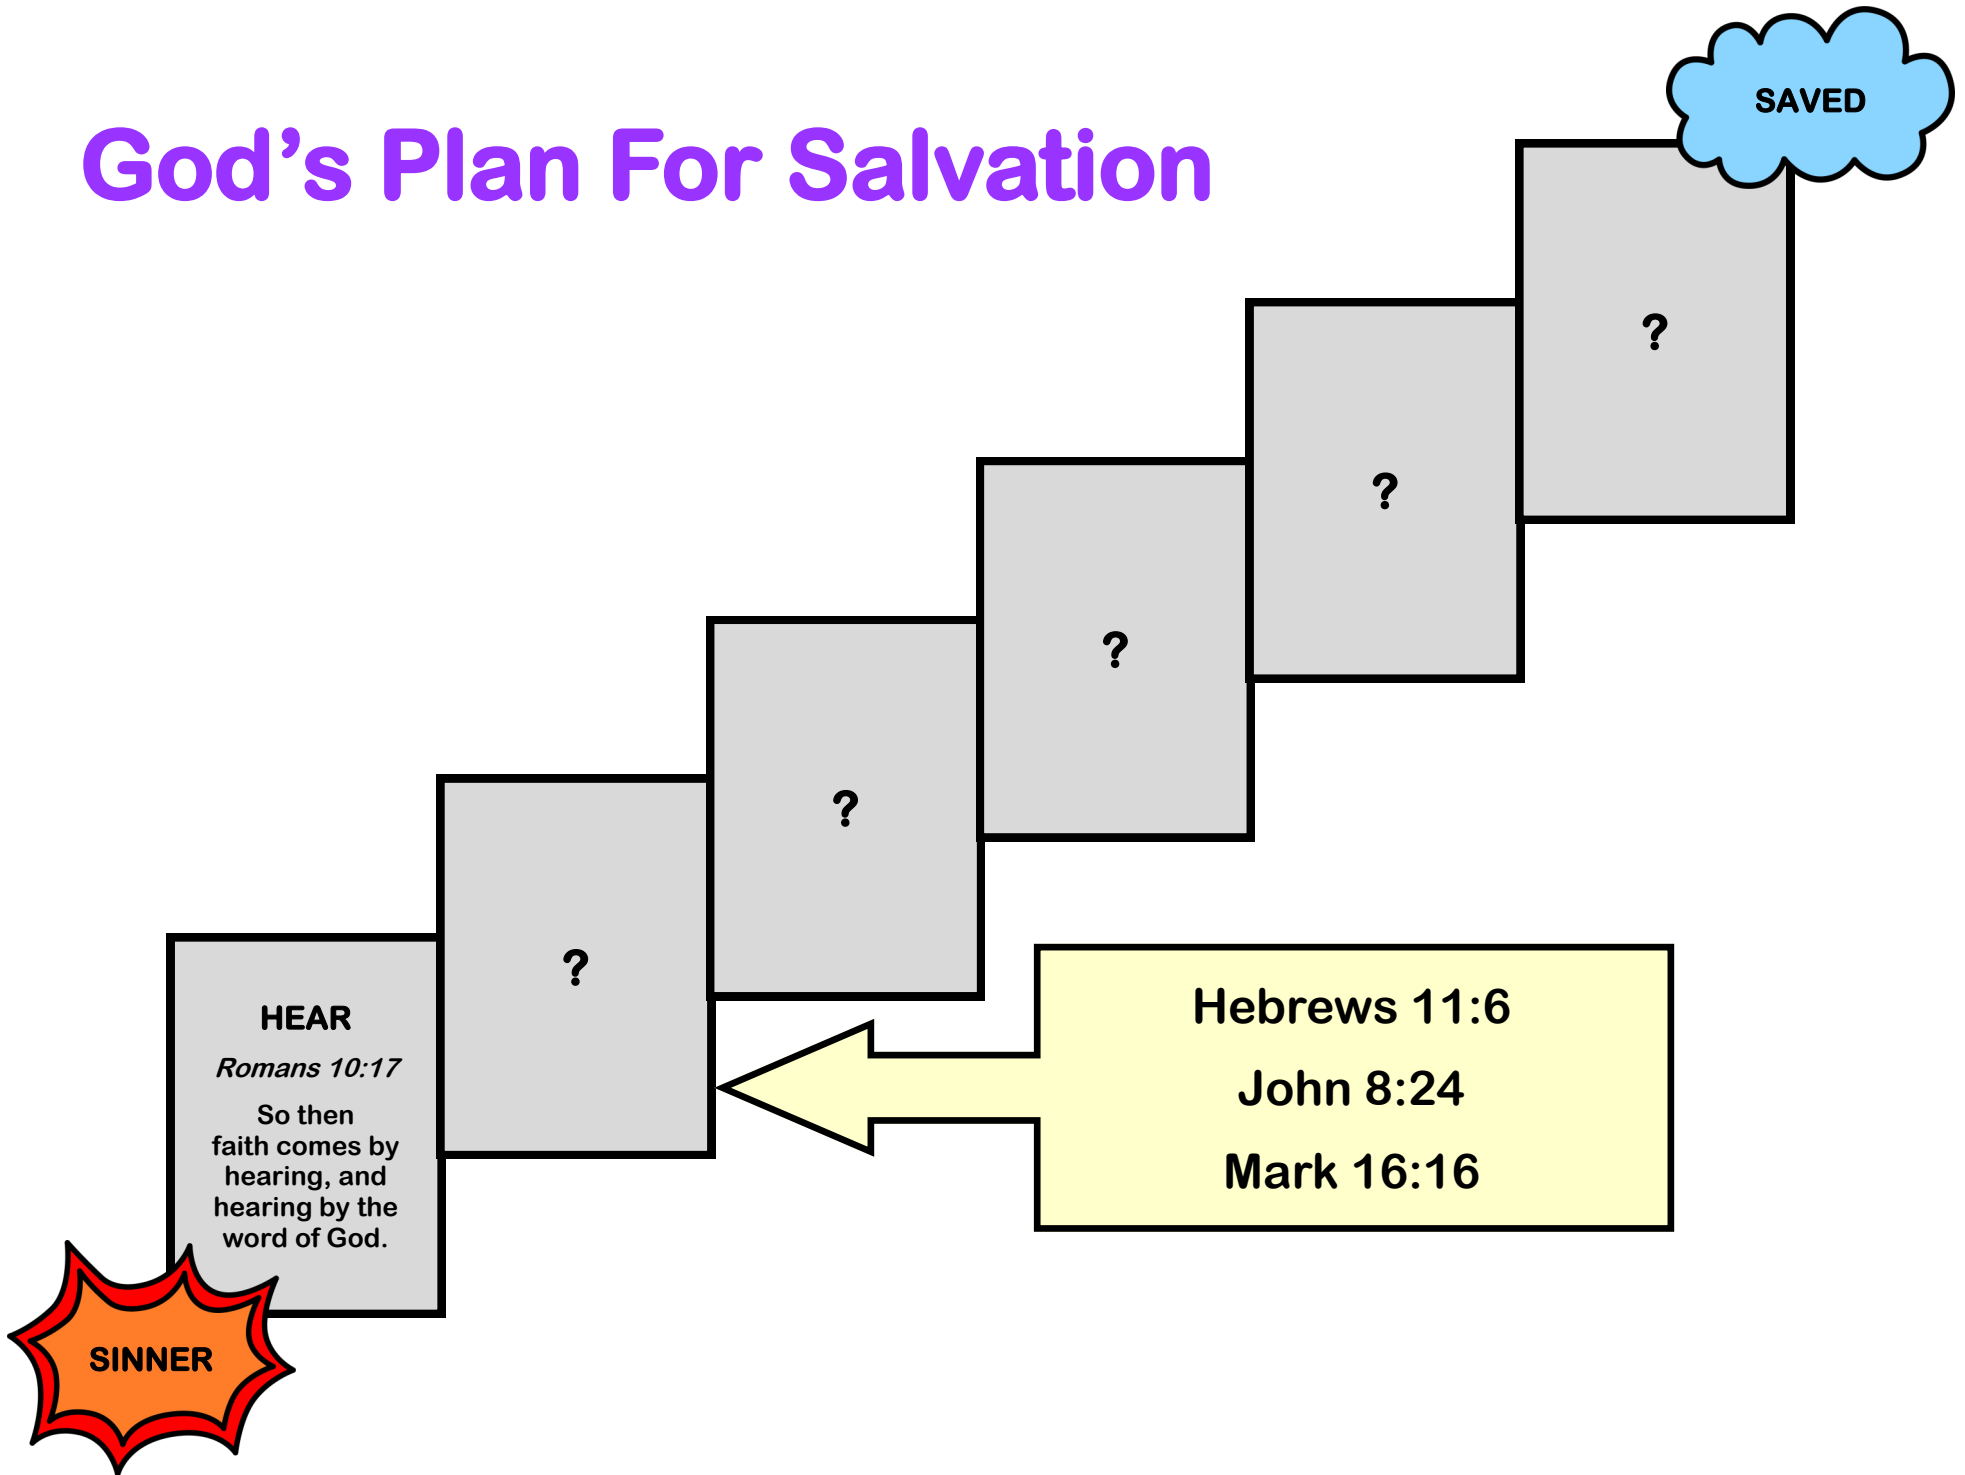 SAVED
God’s Plan For Salvation
?
?
?
?
?
HEAR
Romans 10:17
So then
faith comes by
hearing, and
hearing by the
word of God.
Hebrews 11:6
John 8:24
Mark 16:16
SINNER